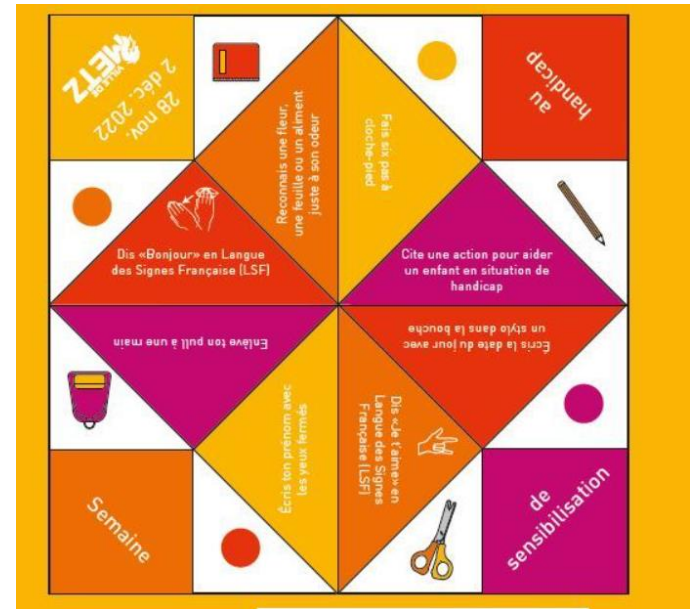 VILLE DE
METZ
28 nov.
2 déc. 2022
au
handicap
Reconnais une fleur,
une feuille ou un aliment
juste à son odeur
Fais six pas à
cloche-pied
Dis «Bonjour» en Langue
des Signes Française (LSF)
Cite une action pour aider
un enfant en situation de
handicap
Enlève ton pull à une main
Écris la date du jour avec
un stylo dans la bouche
Écris ton prénom avec
les yeux fermés
Dis «Je t'aime» en
Langue des Signes
Française (LSF)
Semaine
de
sensibilisation